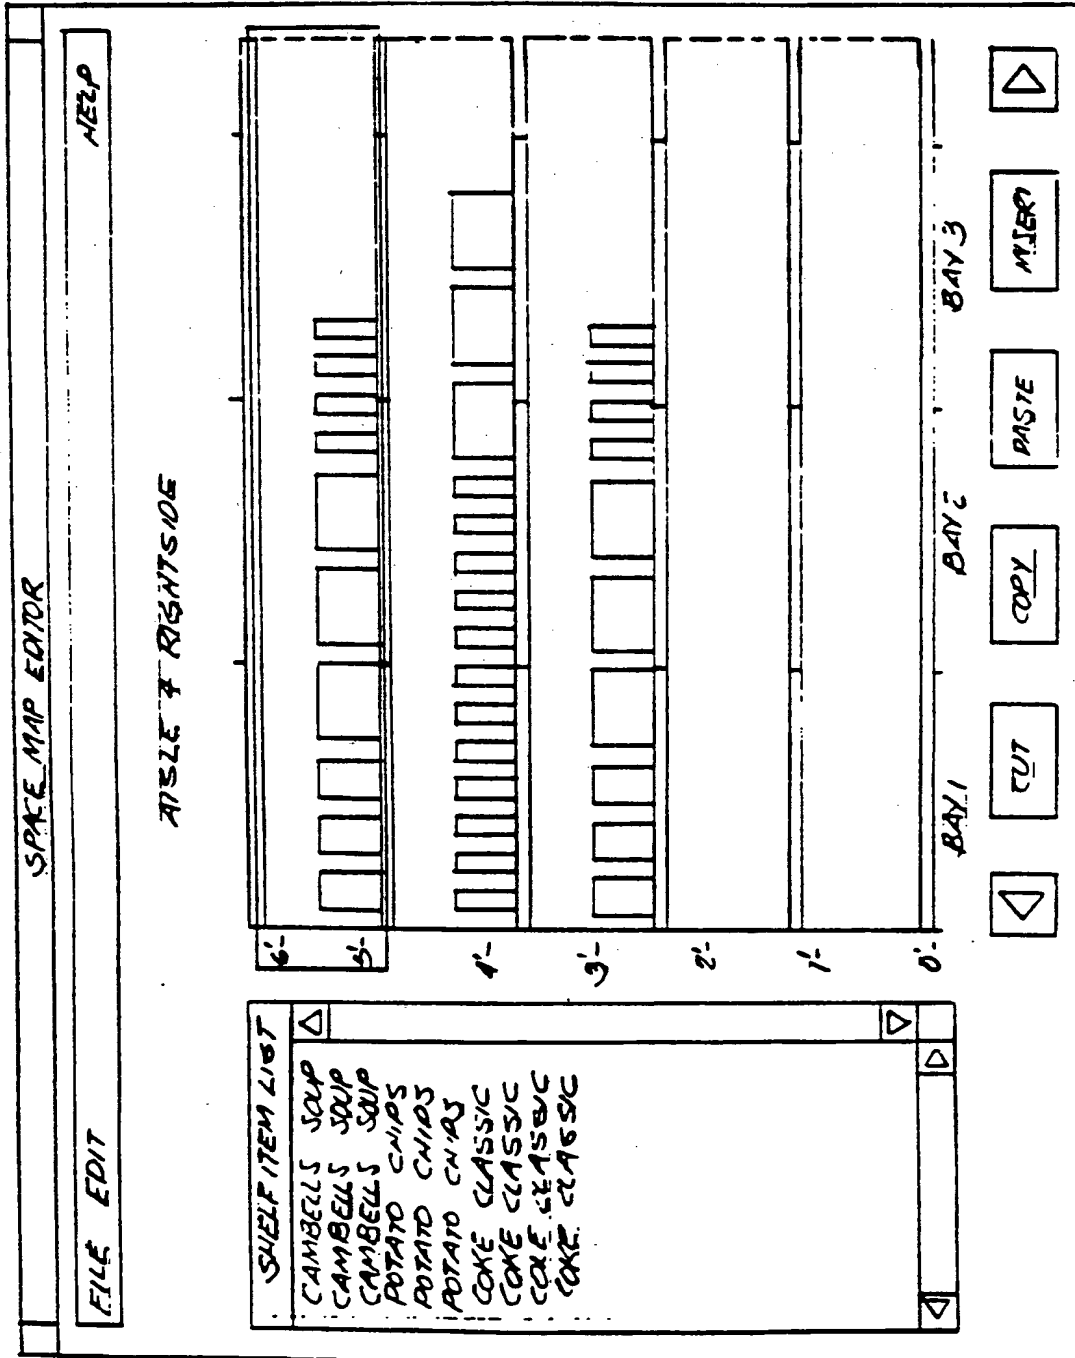 SPACE MAP EDITOR
FILE EDIT HELP
AISLE 4 RIGHTSIDE
SHELF ITEM LIST
CAMBELLS SOUP
CAMBELLS SOUP
CAMBELLS SOUP
POTATO CHIPS
POTATO CHIPS
POTATO CHIPS
COKE CLASSIC
COKE CLASSIC
COKE CLASSIC
COKE CLASSIC
6'-
5'-
4'-
3'-
2'-
1'-
0'-
BAY 1 BAY 2 BAY 3
CUT COPY PASTE INSERT